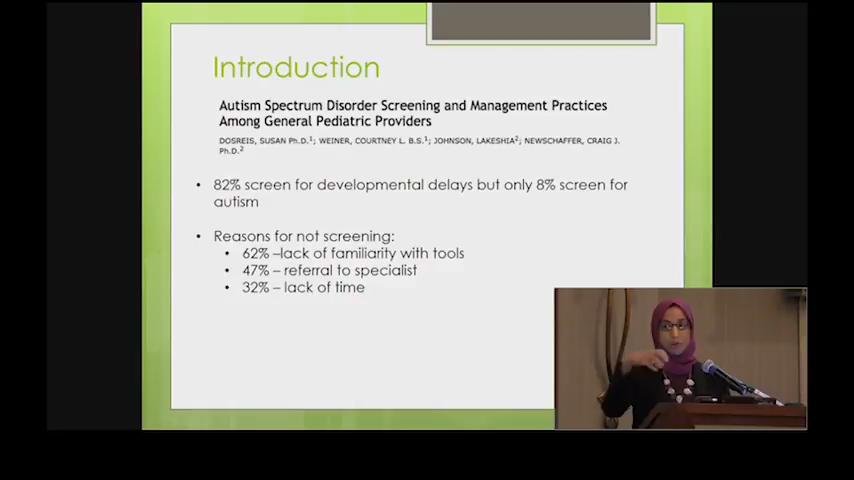 Introduction
Autism Spectrum Disorder Screening and Management Practices
Among General Pediatric Providers
DOSREIS, SUSAN Ph.D.1; WEINER, COURTNEY L. B.S.1; JOHNSON, LAKESHIA2; NEWSCHAFFER, CRAIG J.
Ph.D.2
• 82% screen for developmental delays but only 8% screen for
autism
• Reasons for not screening:
• 62% –lack of familiarity with tools
• 47% – referral to specialist
• 32% – lack of time